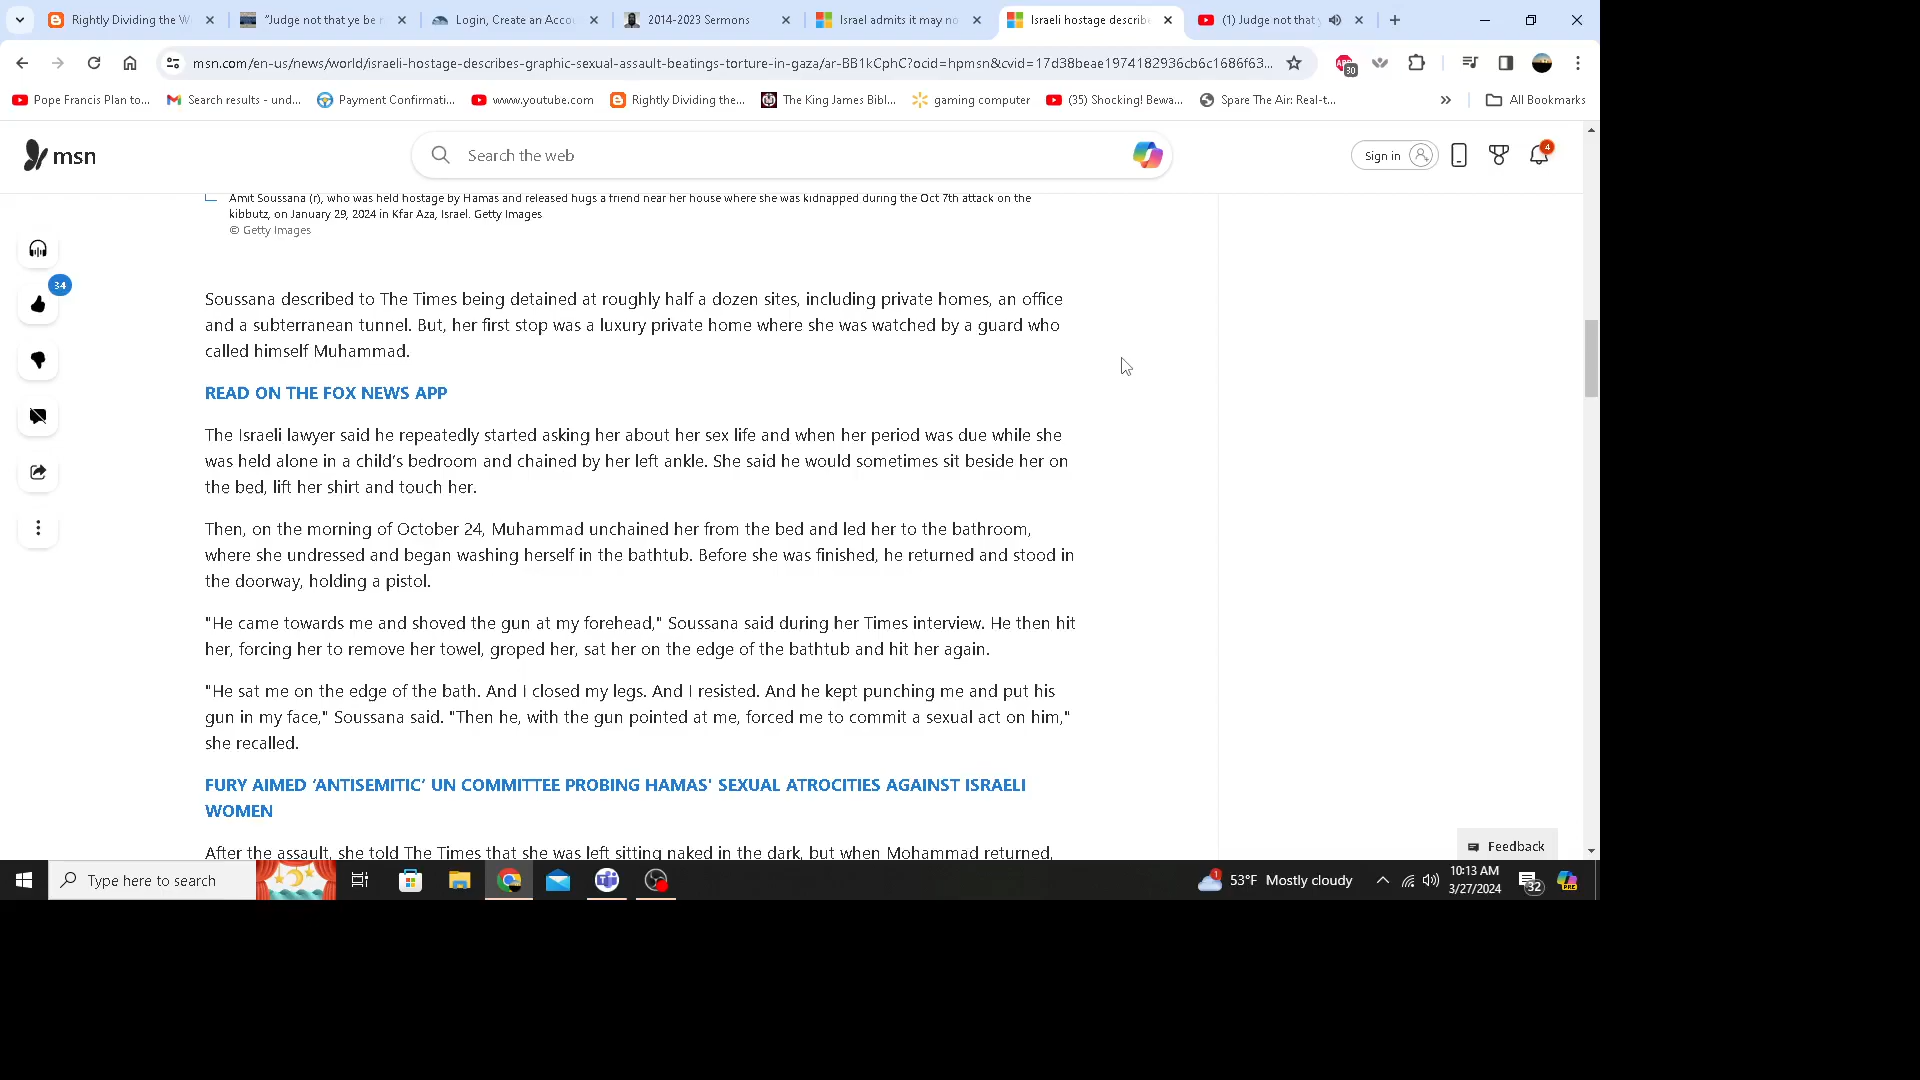 Rightly Dividing the W
"Judge not that ye be n
Login, Create an Accou
2014-2023 Sermons
Israel admits it may no
Israeli hostage describe
(1) Judge not that y
msn.com/en-us/news/world/israeli-hostage-describes-graphic-sexual-assault-beatings-torture-in-gaza/ar-BB1kCphC?ocid=hpmsn&cvid=17d38beae1974182936cb6c1686f63...
30
Pope Francis Plan to...
Search results - und...
Payment Confirmati...
www.youtube.com
Rightly Dividing the...
The King James Bibl...
gaming computer
(35) Shocking! Bewa...
Spare The Air: Real-t...
All Bookmarks
msn
Search the web
Sign in
4
Amit Soussana (r), who was held hostage by Hamas and released hugs a friend near her house where she was kidnapped during the Oct 7th attack on the
kibbutz, on January 29, 2024 in Kfar Aza, Israel. Getty Images
© Getty Images
34
Soussana described to The Times being detained at roughly half a dozen sites, including private homes, an office
and a subterranean tunnel. But, her first stop was a luxury private home where she was watched by a guard who
called himself Muhammad.
READ ON THE FOX NEWS APP
The Israeli lawyer said he repeatedly started asking her about her sex life and when her period was due while she
was held alone in a child's bedroom and chained by her left ankle. She said he would sometimes sit beside her on
the bed, lift her shirt and touch her.
Then, on the morning of October 24, Muhammad unchained her from the bed and led her to the bathroom,
where she undressed and began washing herself in the bathtub. Before she was finished, he returned and stood in
the doorway, holding a pistol.
"He came towards me and shoved the gun at my forehead," Soussana said during her Times interview. He then hit
her, forcing her to remove her towel, groped her, sat her on the edge of the bathtub and hit her again.
"He sat me on the edge of the bath. And I closed my legs. And I resisted. And he kept punching me and put his
gun in my face," Soussana said. "Then he, with the gun pointed at me, forced me to commit a sexual act on him,"
she recalled.
FURY AIMED ‘ANTISEMITIC’ UN COMMITTEE PROBING HAMAS' SEXUAL ATROCITIES AGAINST ISRAELI
WOMEN
After the assault, she told The Times that she was left sitting naked in the dark, but when Mohammad returned,
Feedback
Type here to search
1
53°F Mostly cloudy
10:13 AM
3/27/2024
32
PRE